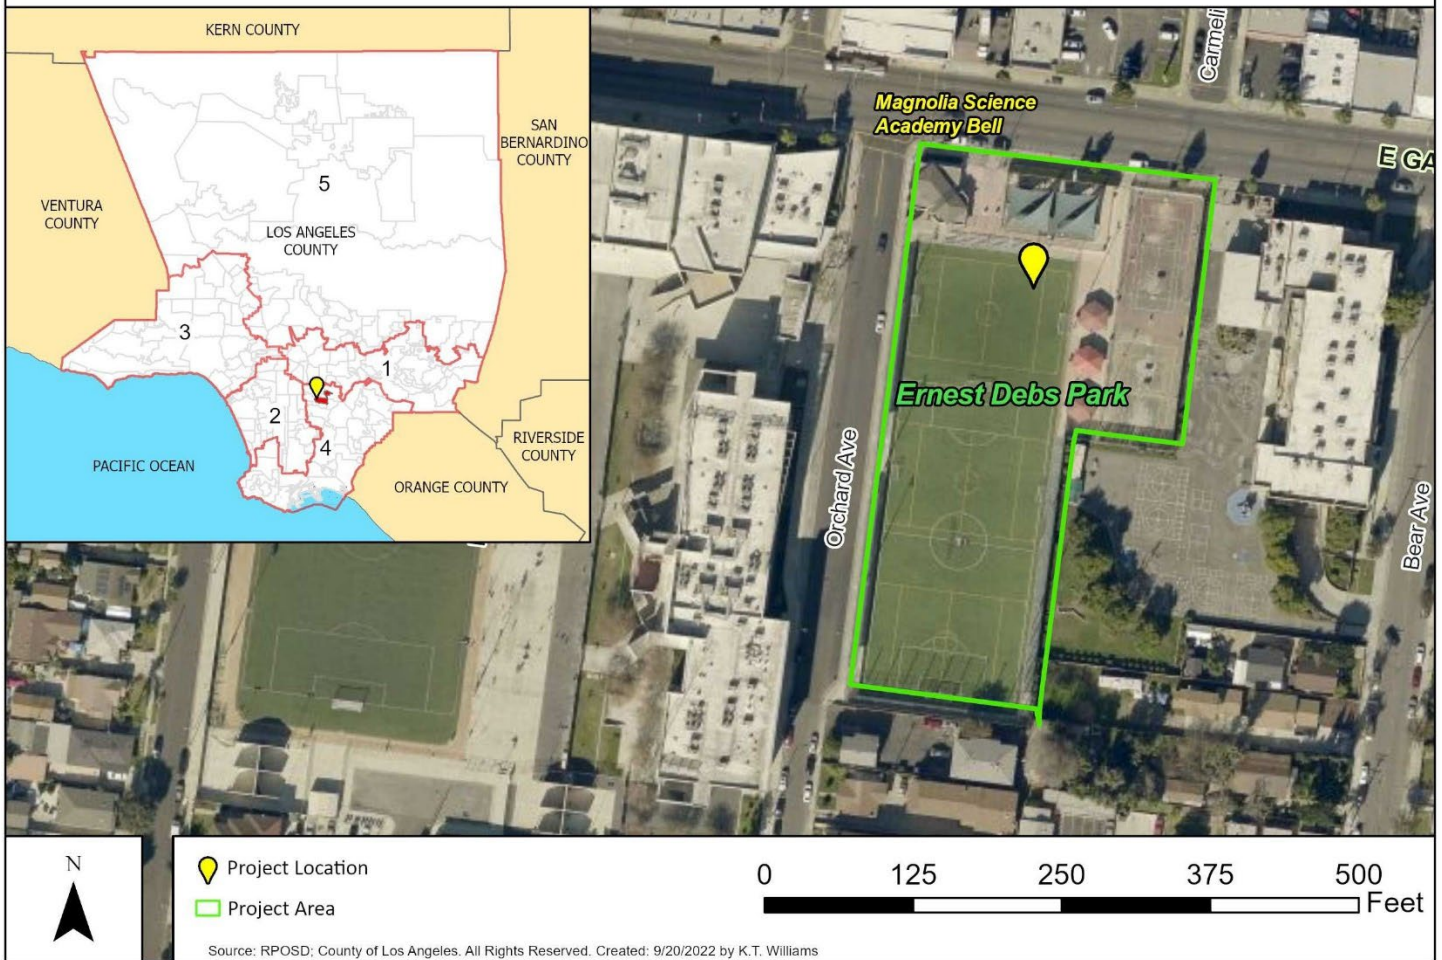 KERN COUNTY
SAN
BERNARDINO
COUNTY
VENTURA
COUNTY
5
LOS ANGELES
COUNTY
3
1
2
4
PACIFIC OCEAN
RIVERSIDE
COUNTY
ORANGE COUNTY
Carmeli
Magnolia Science
Academy Bell
E GA
Ernest Debs Park
Orchard Ave
Bear Ave
N
Project Location
Project Area
0 125 250 375 500
Feet
Source: RPOSD; County of Los Angeles. All Rights Reserved. Created: 9/20/2022 by K.T. Williams